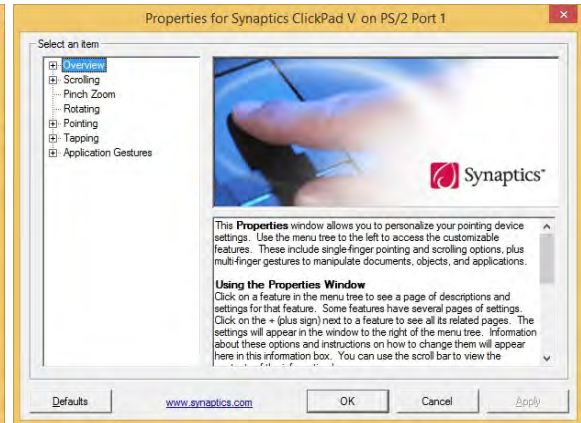 Properties for Synaptics ClickPad V on PS/2 Port 1
Select an item
Overview
Scrolling
Pinch Zoom
Rotating
Pointing
Tapping
Application Gestures
Synaptics
This Properties window allows you to personalize your pointing device
settings. Use the menu tree to the left to access the customizable
features. These include single-finger pointing and scrolling options, plus
multi-finger gestures to manipulate documents, objects, and applications.
Using the Properties Window
Click on a feature in the menu tree to see a page of descriptions and
settings for that feature. Some features have several pages of settings.
Click on the + (plus sign) next to a feature to see all its related pages. The
settings will appear in the window to the right of the menu tree. Information
about these options and instructions on how to change them will appear
here in this information box. You can use the scroll bar to view the
Defaults
www.synaptics.com
OK
Cancel
Apply